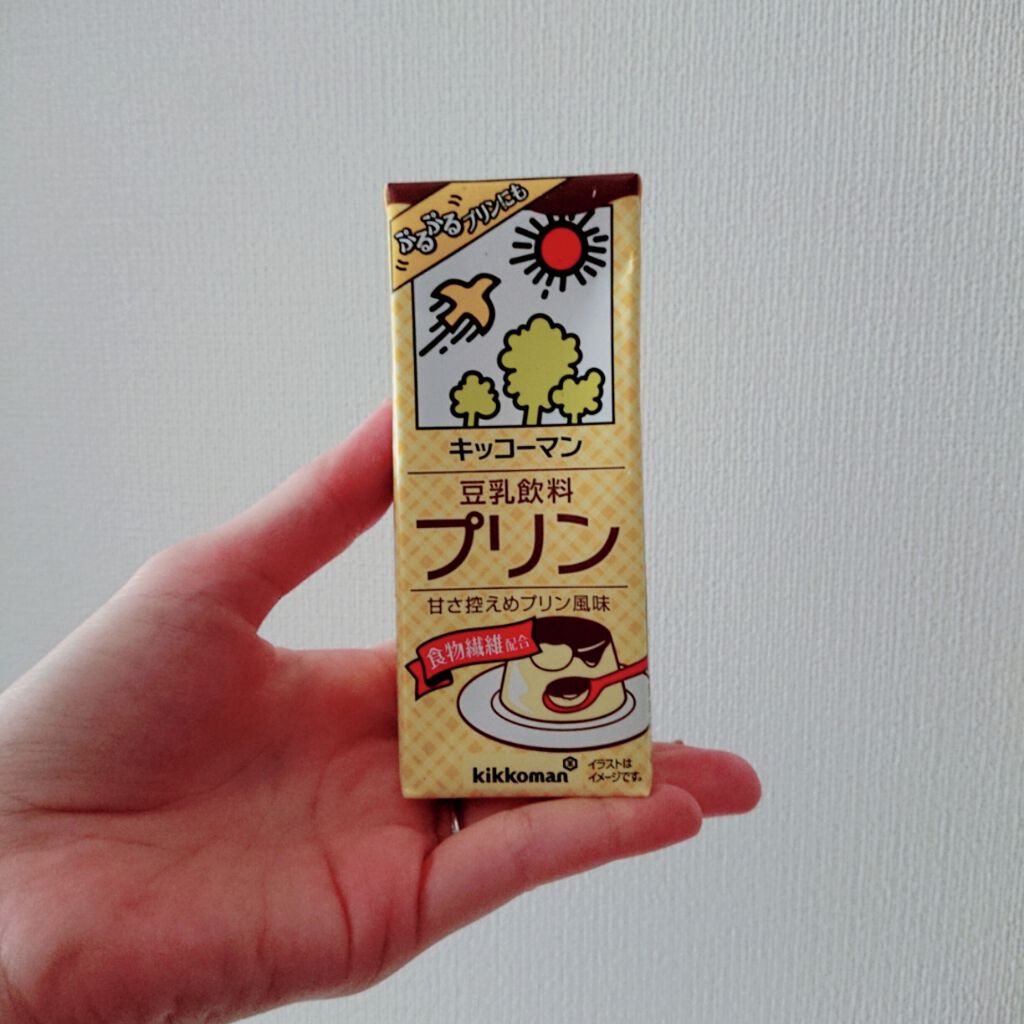 ぷるぷるプリンにも
キッコーマン
豆乳飲料
プリン
甘さ控えめプリン風味
食物繊維配合
kikkoman
イラストは
イメージです。